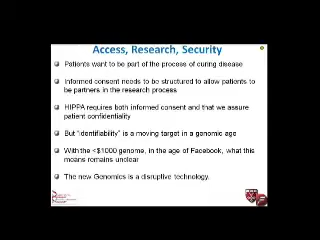 Access, Research, Security
Patients want to be part of the process of curing disease
Informed consent needs to be structured to allow patients to
be partners in the research process
HIPPA requires both informed consent and that we assure
patient confidentiality
But "identifiability" is a moving target in a genomic age
With the <$1000 genome, in the age of Facebook, what this
means remains unclear
The new Genomics is a disruptive technology.